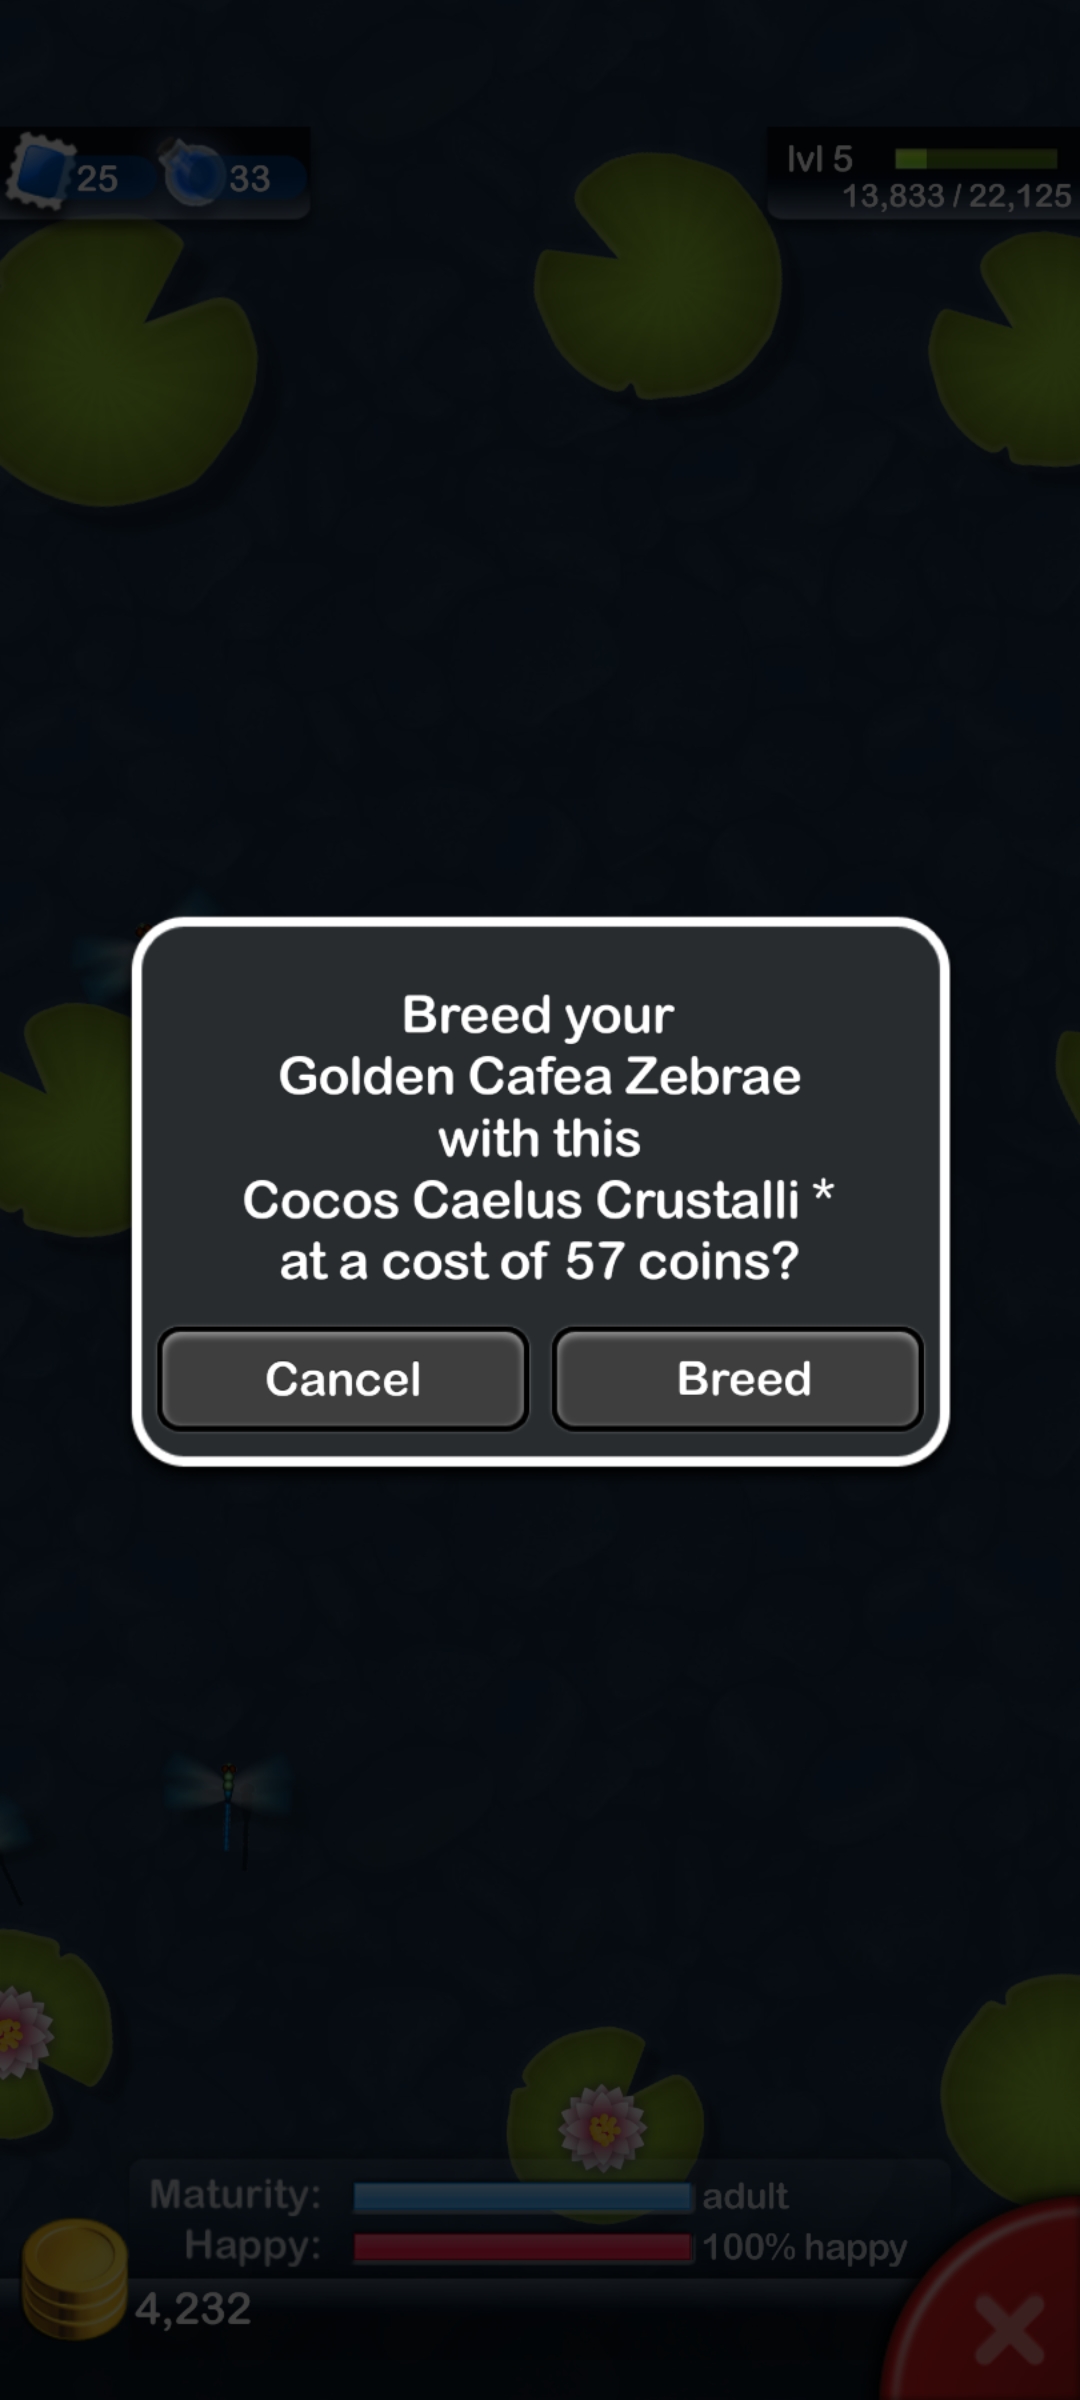 25
33
lvl 5
13,833 / 22,125
Breed your
Golden Cafea Zebrae
with this
Cocos Caelus Crustalli *
at a cost of 57 coins?
Cancel
Breed
Maturity:
adult
Happy:
100% happy
4,232